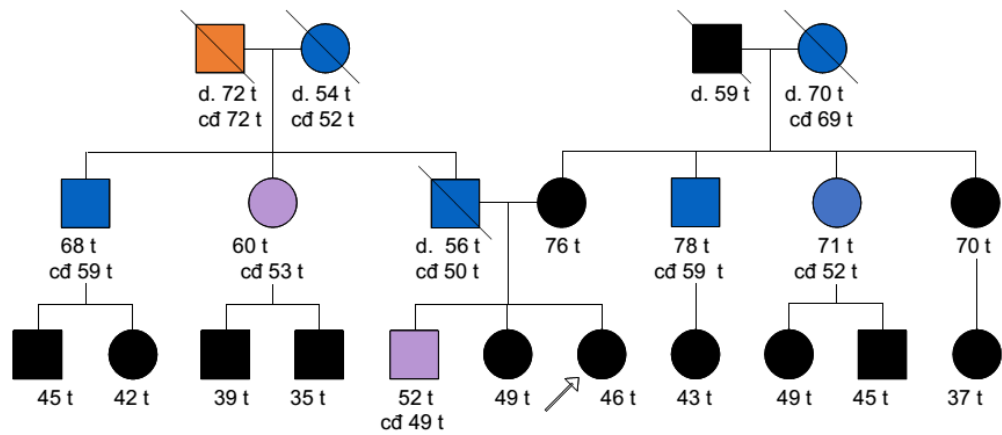 d. 72 t
cđ 72 t
d. 54 t
cđ 52 t
d. 59 t
d. 70 t
cđ 69 t
68 t
cđ 59 t
60 t
cđ 53 t
d. 56 t
cđ 50 t
76 t
78 t
cđ 59 t
71 t
cđ 52 t
70 t
45 t
42 t
39 t
35 t
52 t
cđ 49 t
49 t
46 t
43 t
49 t
45 t
37 t